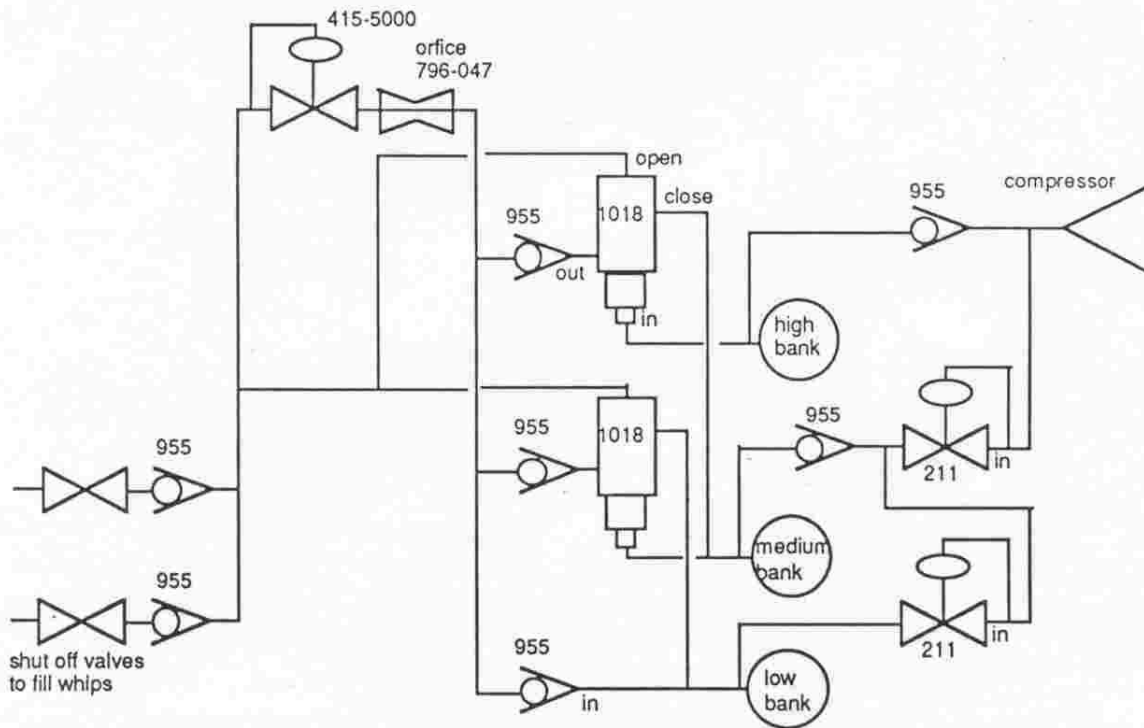 415-5000
orfice
796-047
open
close
1018
955
out
in
955
compressor
high
bank
1018
955
955
211
in
955
medium
bank
955
shut off valves
to fill whips
955
in
low
bank
211
in